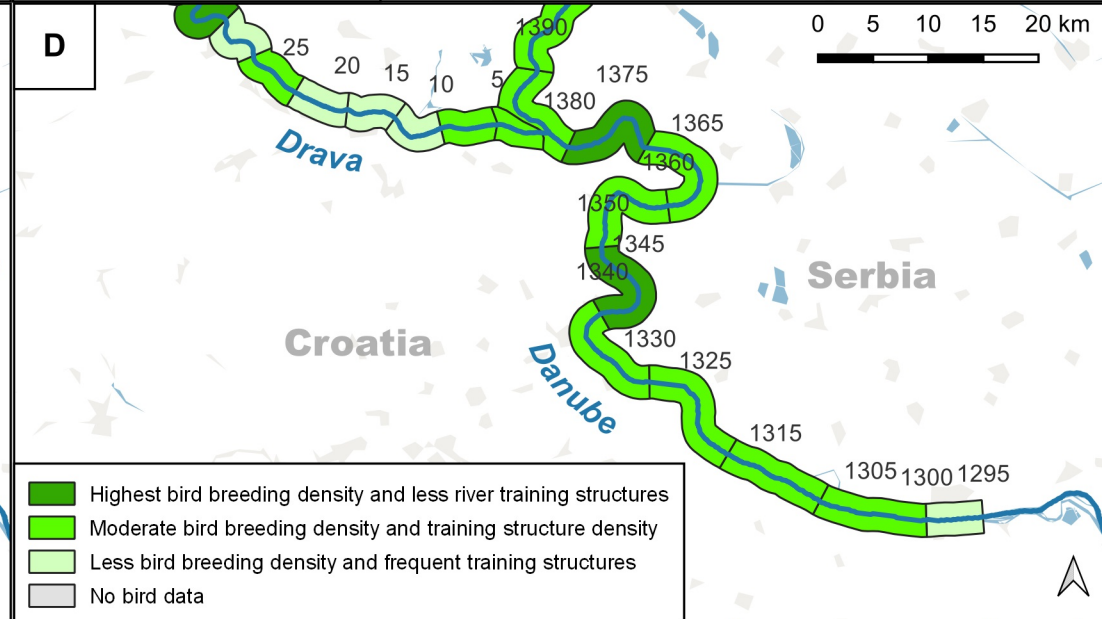 D
1390
0 5 10 15 20 km
25
20
15
10
5
1375
1380
1365
1360
Drava
1350
1345
1340
Serbia
Croatia
1330
1325
Danube
1315
1305
1300
1295
Highest bird breeding density and less river training structures
Moderate bird breeding density and training structure density
Less bird breeding density and frequent training structures
No bird data